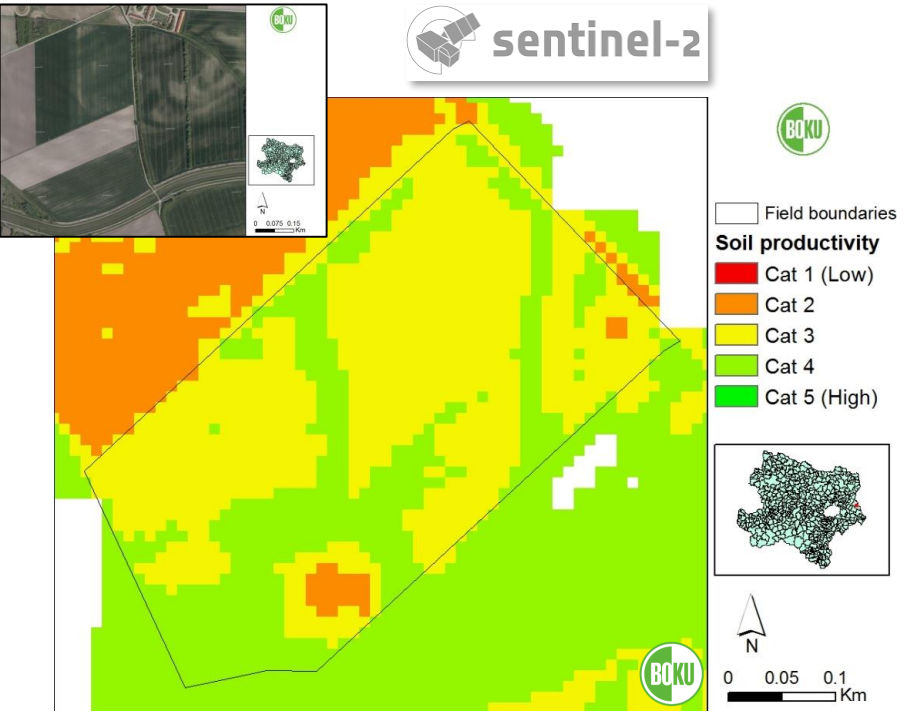 BOKU
N
0 0.075 0.15
Km
sentinel-2
BOKU
Field boundaries
Soil productivity
Cat 1 (Low)
Cat 2
Cat 3
Cat 4
Cat 5 (High)
N
0 0.05 0.1
Km
BOKU